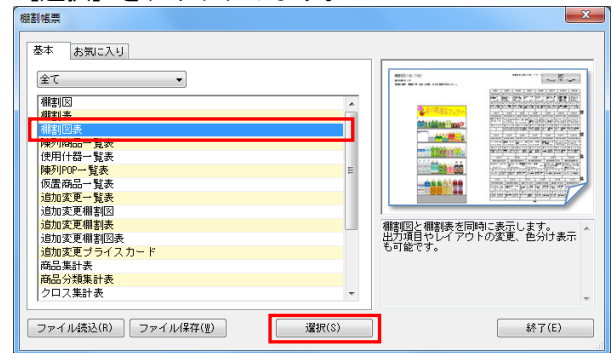 棚割帳票
基本
お気に入り
全て
棚割図
棚割表
棚割図表
陳列商品一覧表
使用什器一覧表
陳列POP一覧表
仮置商品一覧表
追加変更一覧表
追加変更棚割図
追加変更棚割表
追加変更棚割図表
追加変更プライスカード
商品集計表
商品分類集計表
クロス集計表
棚割図と棚割表を同時に表示します。
出力項目やレイアウトの変更、色分け表示
も可能です。
ファイル読込(R)
ファイル保存(W)
選択(S)
終了(E)